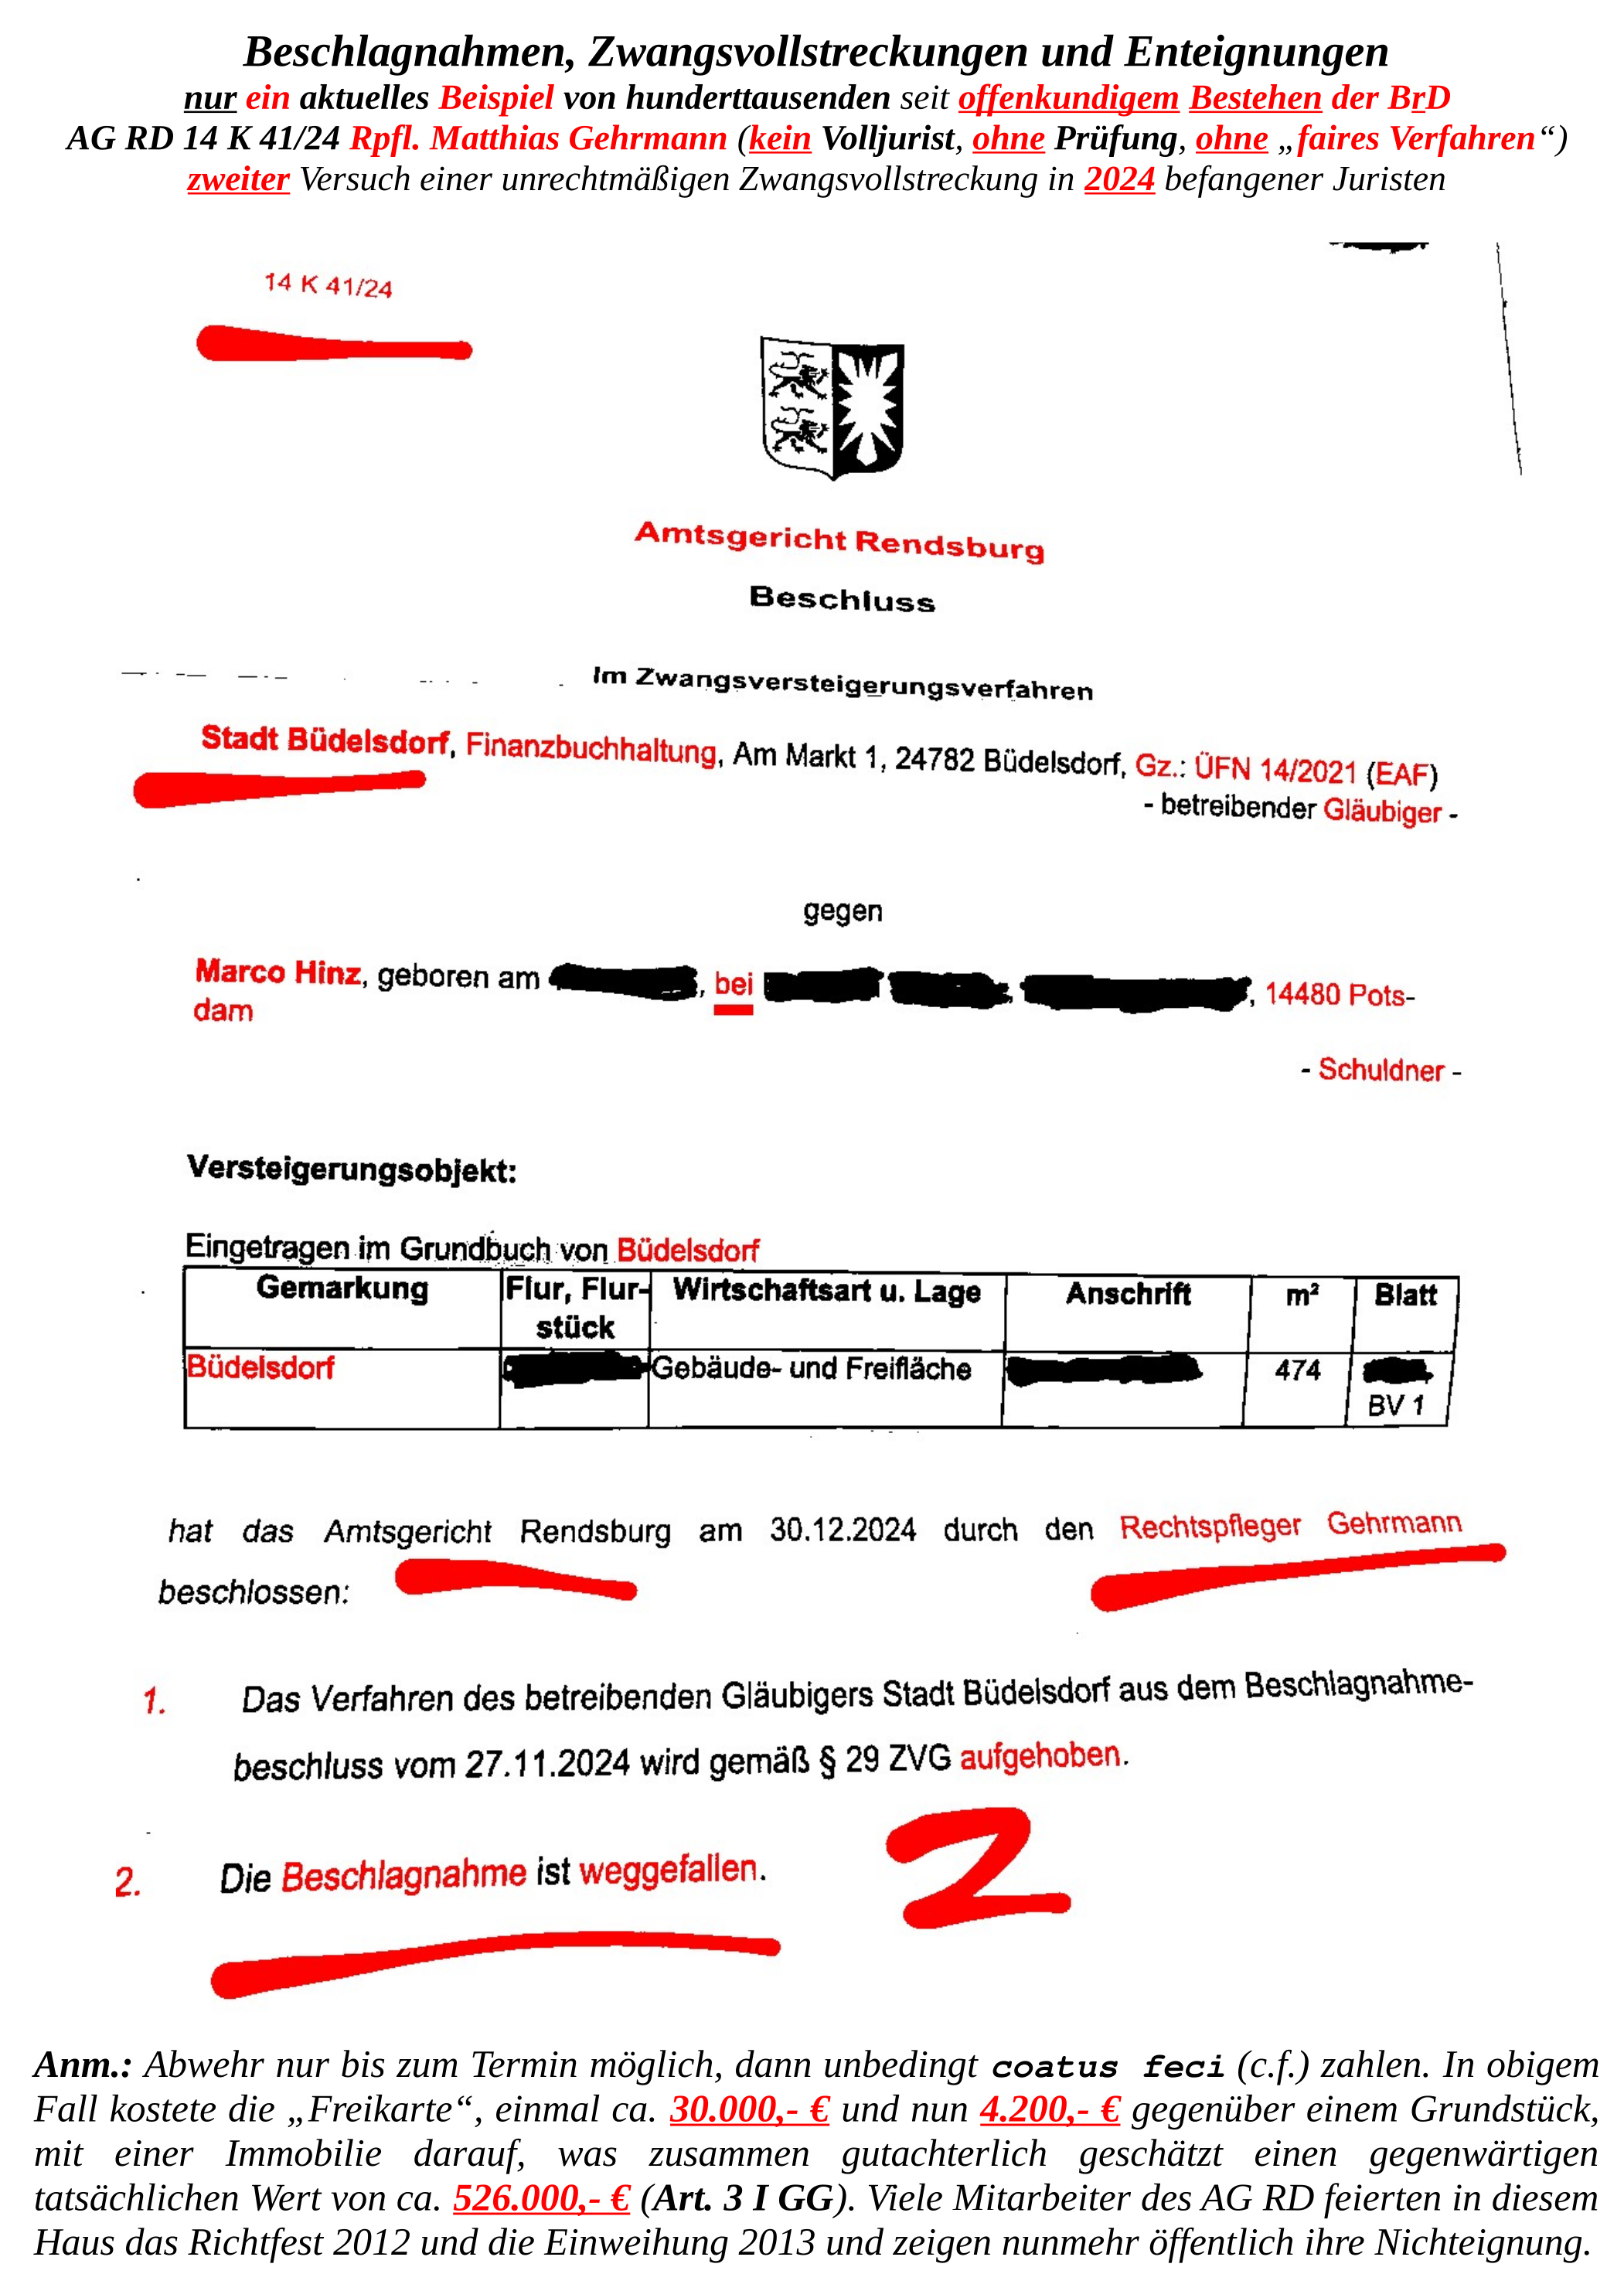 Beschlagnahmen, Zwangsvollstreckungen und Enteignungen
nur ein aktuelles Beispiel von hunderttausenden seit offenkundigem Bestehen der BrD
AG RD 14 K 41/24 Rpfl. Matthias Gehrmann (kein Volljurist, ohne Prüfung, ohne „faires Verfahren“)
zweiter Versuch einer unrechtmäßigen Zwangsvollstreckung in 2024 befangener Juristen
14 K 41/24
Amtsgericht Rendsburg
Beschluss
Im Zwangsversteigerungsverfahren
Stadt Büdelsdorf, Finanzbuchhaltung, Am Markt 1, 24782 Büdelsdorf, Gz.: ÜFN 14/2021 (EAF)
- betreibender Gläubiger -
gegen
Marco Hinz, geboren am , bei , 14480 Pots-
dam
- Schuldner -
Versteigerungsobjekt:
Eingetragen im Grundbuch von Büdelsdorf
Gemarkung Flur, Flur- Wirtschaftsart u. Lage Anschrift m² Blatt
stück
Büdelsdorf Gebäude- und Freifläche 474
BV 1
hat das Amtsgericht Rendsburg am 30.12.2024 durch den Rechtspfleger Gehrmann
beschlossen:
1. Das Verfahren des betreibenden Gläubigers Stadt Büdelsdorf aus dem Beschlagnahme-
beschluss vom 27.11.2024 wird gemäß § 29 ZVG aufgehoben.
2. Die Beschlagnahme ist weggefallen.
2
Anm.: Abwehr nur bis zum Termin möglich, dann unbedingt coatus feci (c.f.) zahlen. In obigem
Fall kostete die „Freikarte“, einmal ca. 30.000,- € und nun 4.200,- € gegenüber einem Grundstück,
mit einer Immobilie darauf, was zusammen gutachterlich geschätzt einen gegenwärtigen
tatsächlichen Wert von ca. 526.000,- € (Art. 3 I GG). Viele Mitarbeiter des AG RD feierten in diesem
Haus das Richtfest 2012 und die Einweihung 2013 und zeigen nunmehr öffentlich ihre Nichteignung.